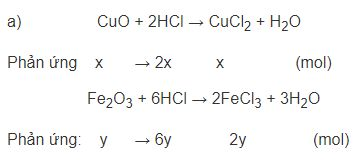 a) CuO + 2HCl → CuCl₂ + H₂O
Phản ứng x → 2x x (mol)
Fe₂O₃ + 6HCl → 2FeCl₃ + 3H₂O
Phản ứng: y → 6y 2y (mol)